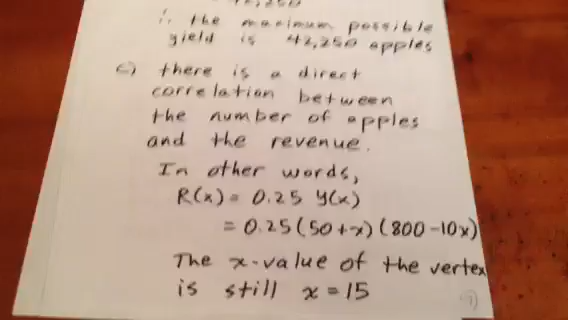 ∴ the maximum possible
yield is 42,250 apples
c) there is a direct
correlation between
the number of apples
and the revenue.
In other words,
R(x) = 0.25 y(x)
= 0.25(50+x)(800-10x)
The x-value of the vertex
is still x=15